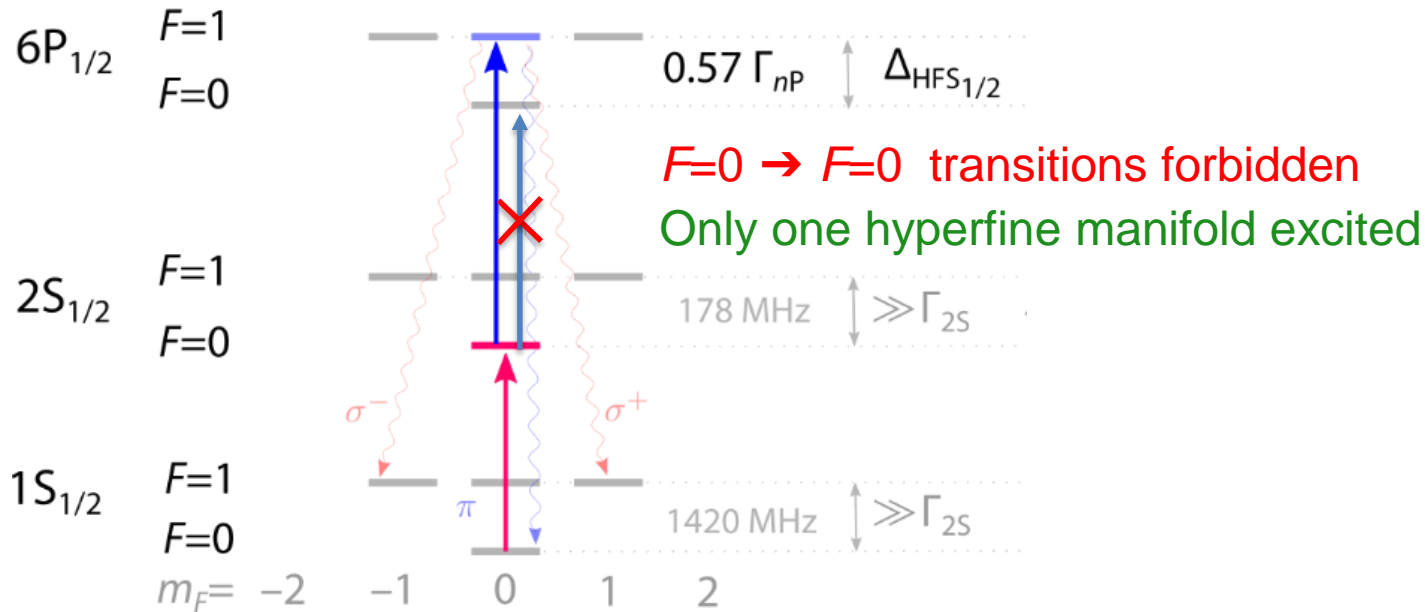 6P1/2 F=1
F=0
0.57 ΓnP ΔHFS1/2
F=0 ➔ F=0 transitions forbidden
Only one hyperfine manifold excited
2S1/2 F=1
F=0
178 MHz ≫Γ2S
σ− σ+
1S1/2 F=1
F=0
π
1420 MHz ≫Γ2S
mF= −2 −1 0 1 2